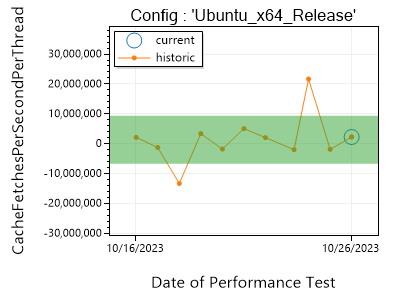 Config : 'Ubuntu_x64_Release'
CacheFetchesPerSecondPerThread
current
historic
30,000,000
20,000,000
10,000,000
0
-10,000,000
-20,000,000
-30,000,000
10/16/2023
10/26/2023
Date of Performance Test